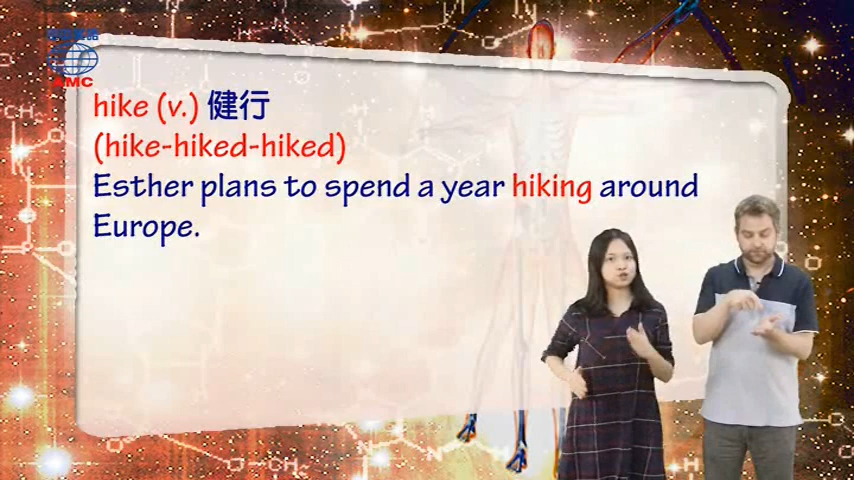 AMC
hike (v.) 健行
(hike-hiked-hiked)
Esther plans to spend a year hiking around
Europe.